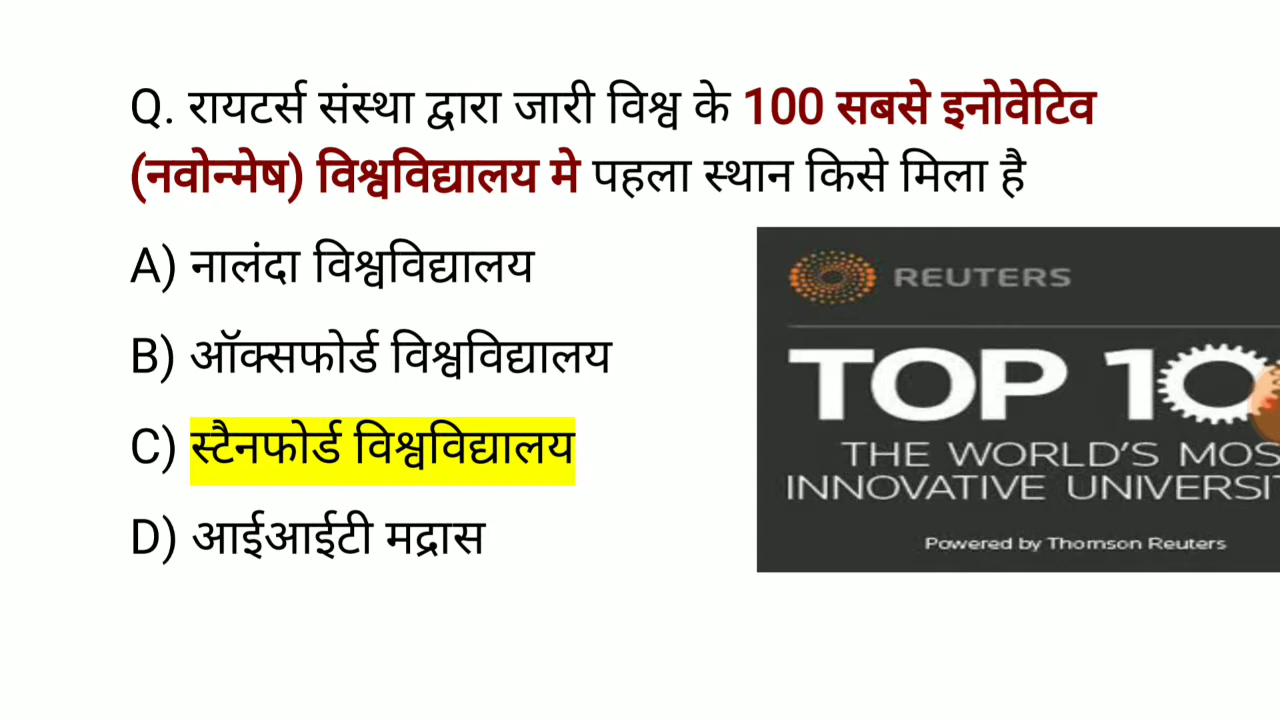 Q. रायटर्स संस्था द्वारा जारी विश्व के 100 सबसे इनोवेटिव
(नवोन्मेष) विश्वविद्यालय मे पहला स्थान किसे मिला है
A) नालंदा विश्वविद्यालय
B) ऑक्सफोर्ड विश्वविद्यालय
C) स्टैनफोर्ड विश्वविद्यालय
D) आईआईटी मद्रास
REUTERS
TOP 10
THE WORLD'S MOS
INNOVATIVE UNIVERSIT
Powered by Thomson Reuters